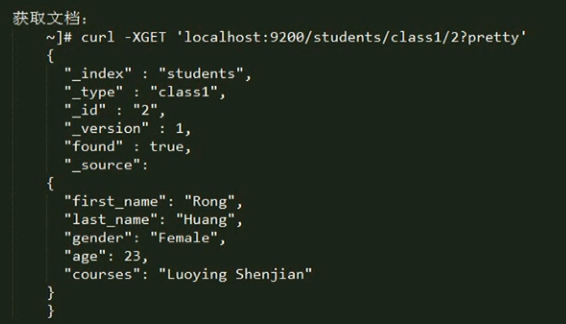 获取文档：
~]# curl -XGET 'localhost:9200/students/class1/2?pretty'
{
"_index" : "students",
"_type" : "class1",
"_id" : "2",
"_version" : 1,
"found" : true,
"_source":
{
"first_name": "Rong",
"last_name": "Huang",
"gender": "Female",
"age": 23,
"courses": "Luoying Shenjian"
}
}